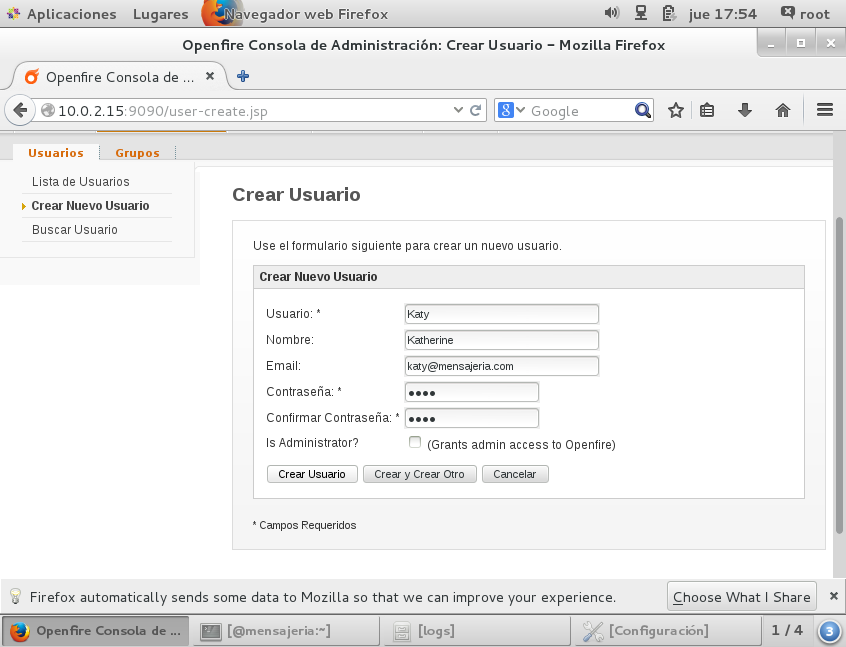 Aplicaciones Lugares Navegador web Firefox jue 17:54 root
Openfire Consola de Administración: Crear Usuario - Mozilla Firefox
Openfire Consola de ...
10.0.2.15:9090/user-create.jsp 8 Google
Usuarios Grupos
Lista de Usuarios
Crear Nuevo Usuario
Buscar Usuario
Crear Usuario
Use el formulario siguiente para crear un nuevo usuario.
Crear Nuevo Usuario
Usuario: * Katy
Nombre: Katherine
Email: katy@mensajeria.com
Contraseña: * ●●●●
Confirmar Contraseña: * ●●●●
Is Administrator? (Grants admin access to Openfire)
Crear Usuario Crear y Crear Otro Cancelar
* Campos Requeridos
Firefox automatically sends some data to Mozilla so that we can improve your experience. Choose What I Share
Openfire Consola de ... [@mensajeria:~] [logs] [Configuración] 1 / 4 3